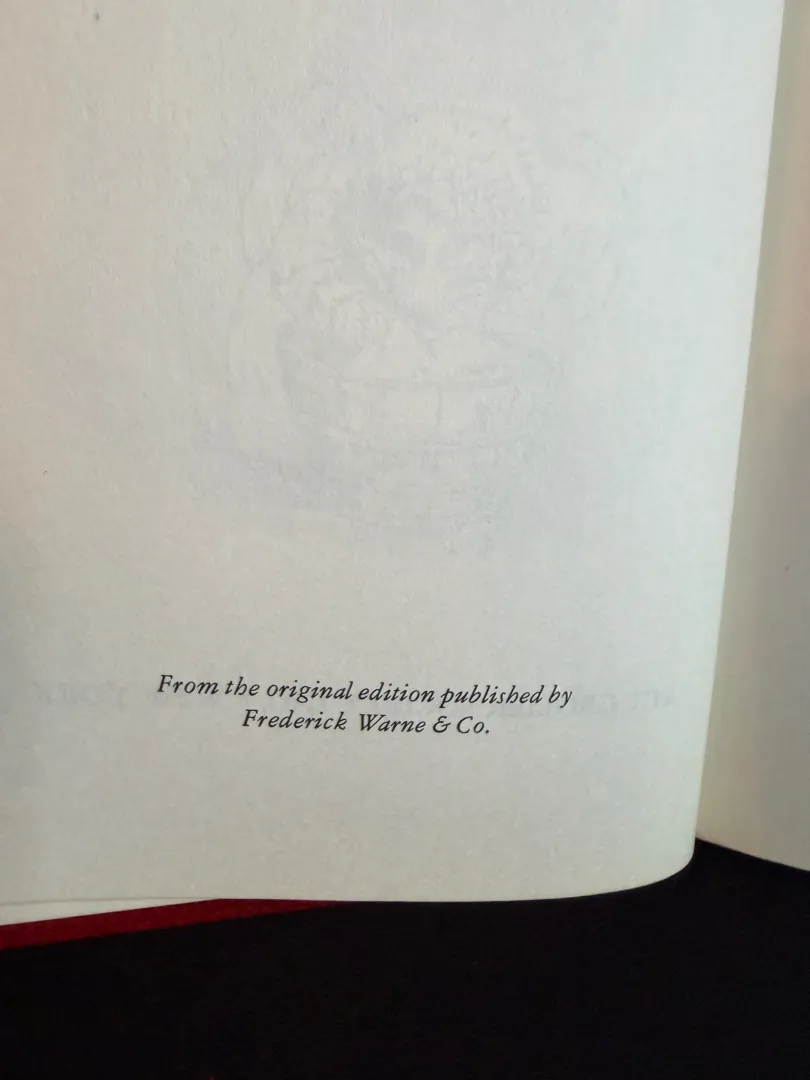 From the original edition published by
Frederick Warne & Co.